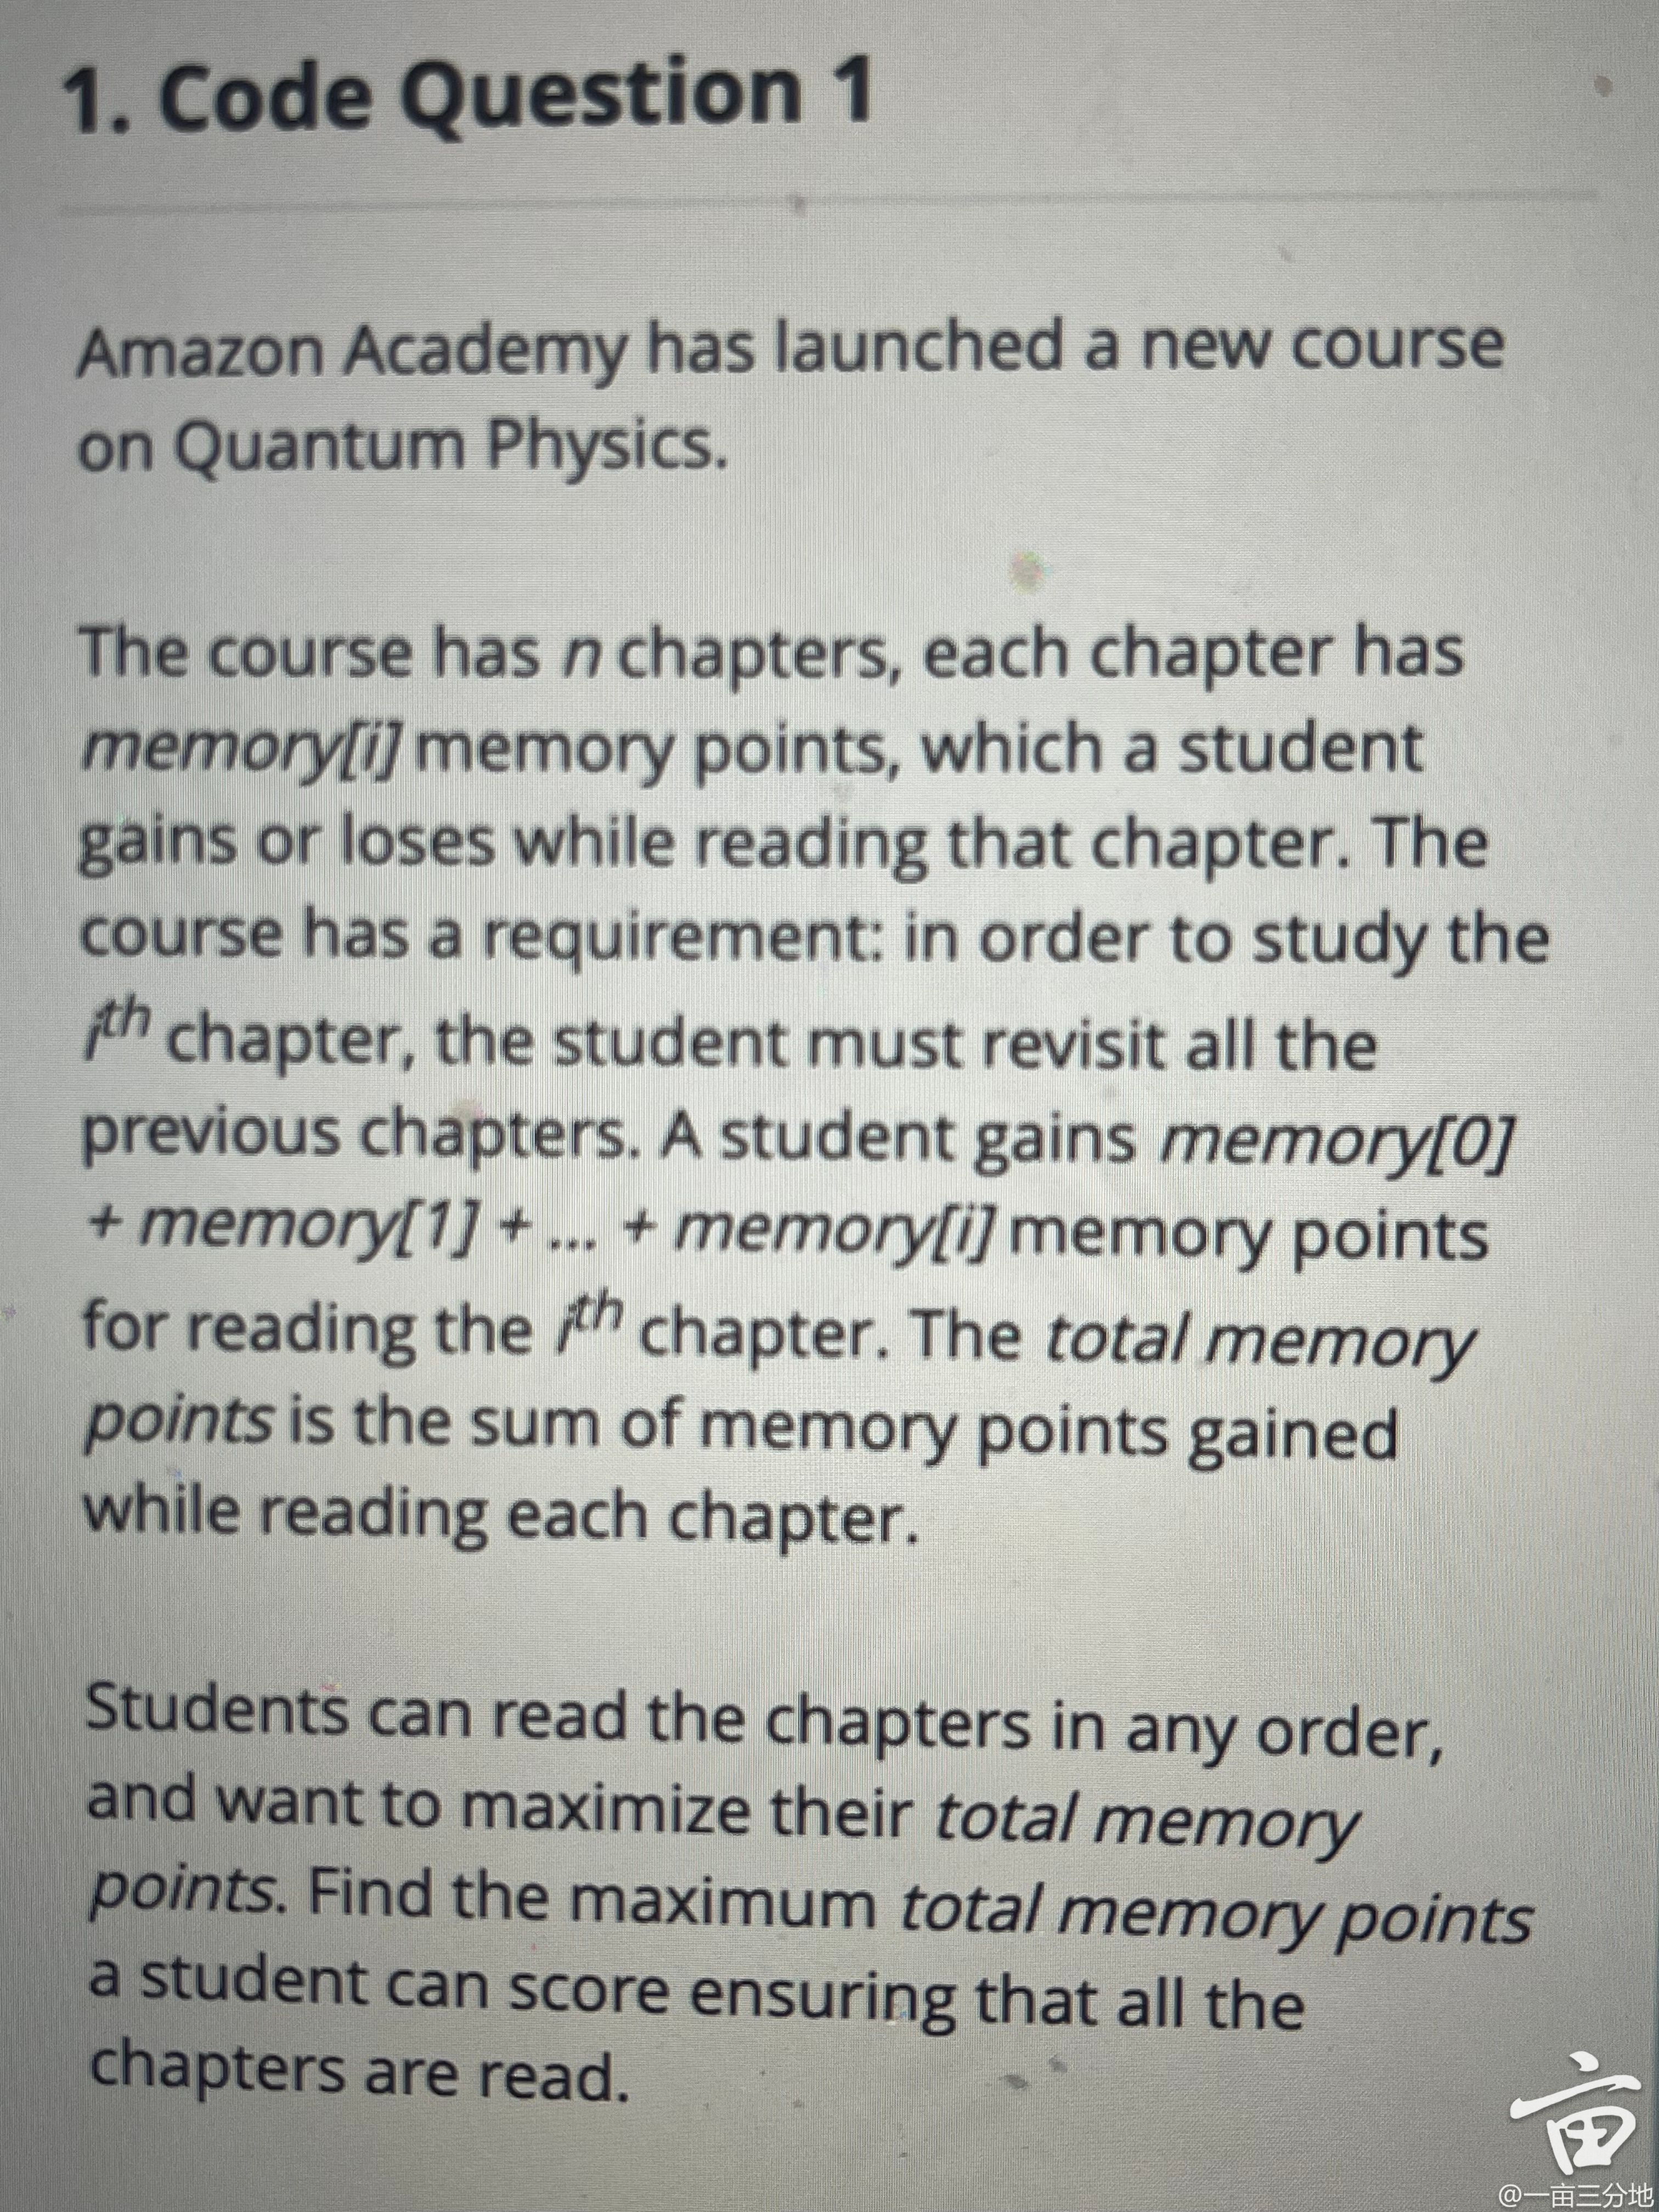 1. Code Question 1
Amazon Academy has launched a new course
on Quantum Physics.
The course has n chapters, each chapter has
memory[i] memory points, which a student
gains or loses while reading that chapter. The
course has a requirement: in order to study the
ith chapter, the student must revisit all the
previous chapters. A student gains memory[0]
+ memory[1] + ... + memory[i] memory points
for reading the ith chapter. The total memory
points is the sum of memory points gained
while reading each chapter.
Students can read the chapters in any order,
and want to maximize their total memory
points. Find the maximum total memory points
a student can score ensuring that all the
chapters are read.
亩
@一亩三分地